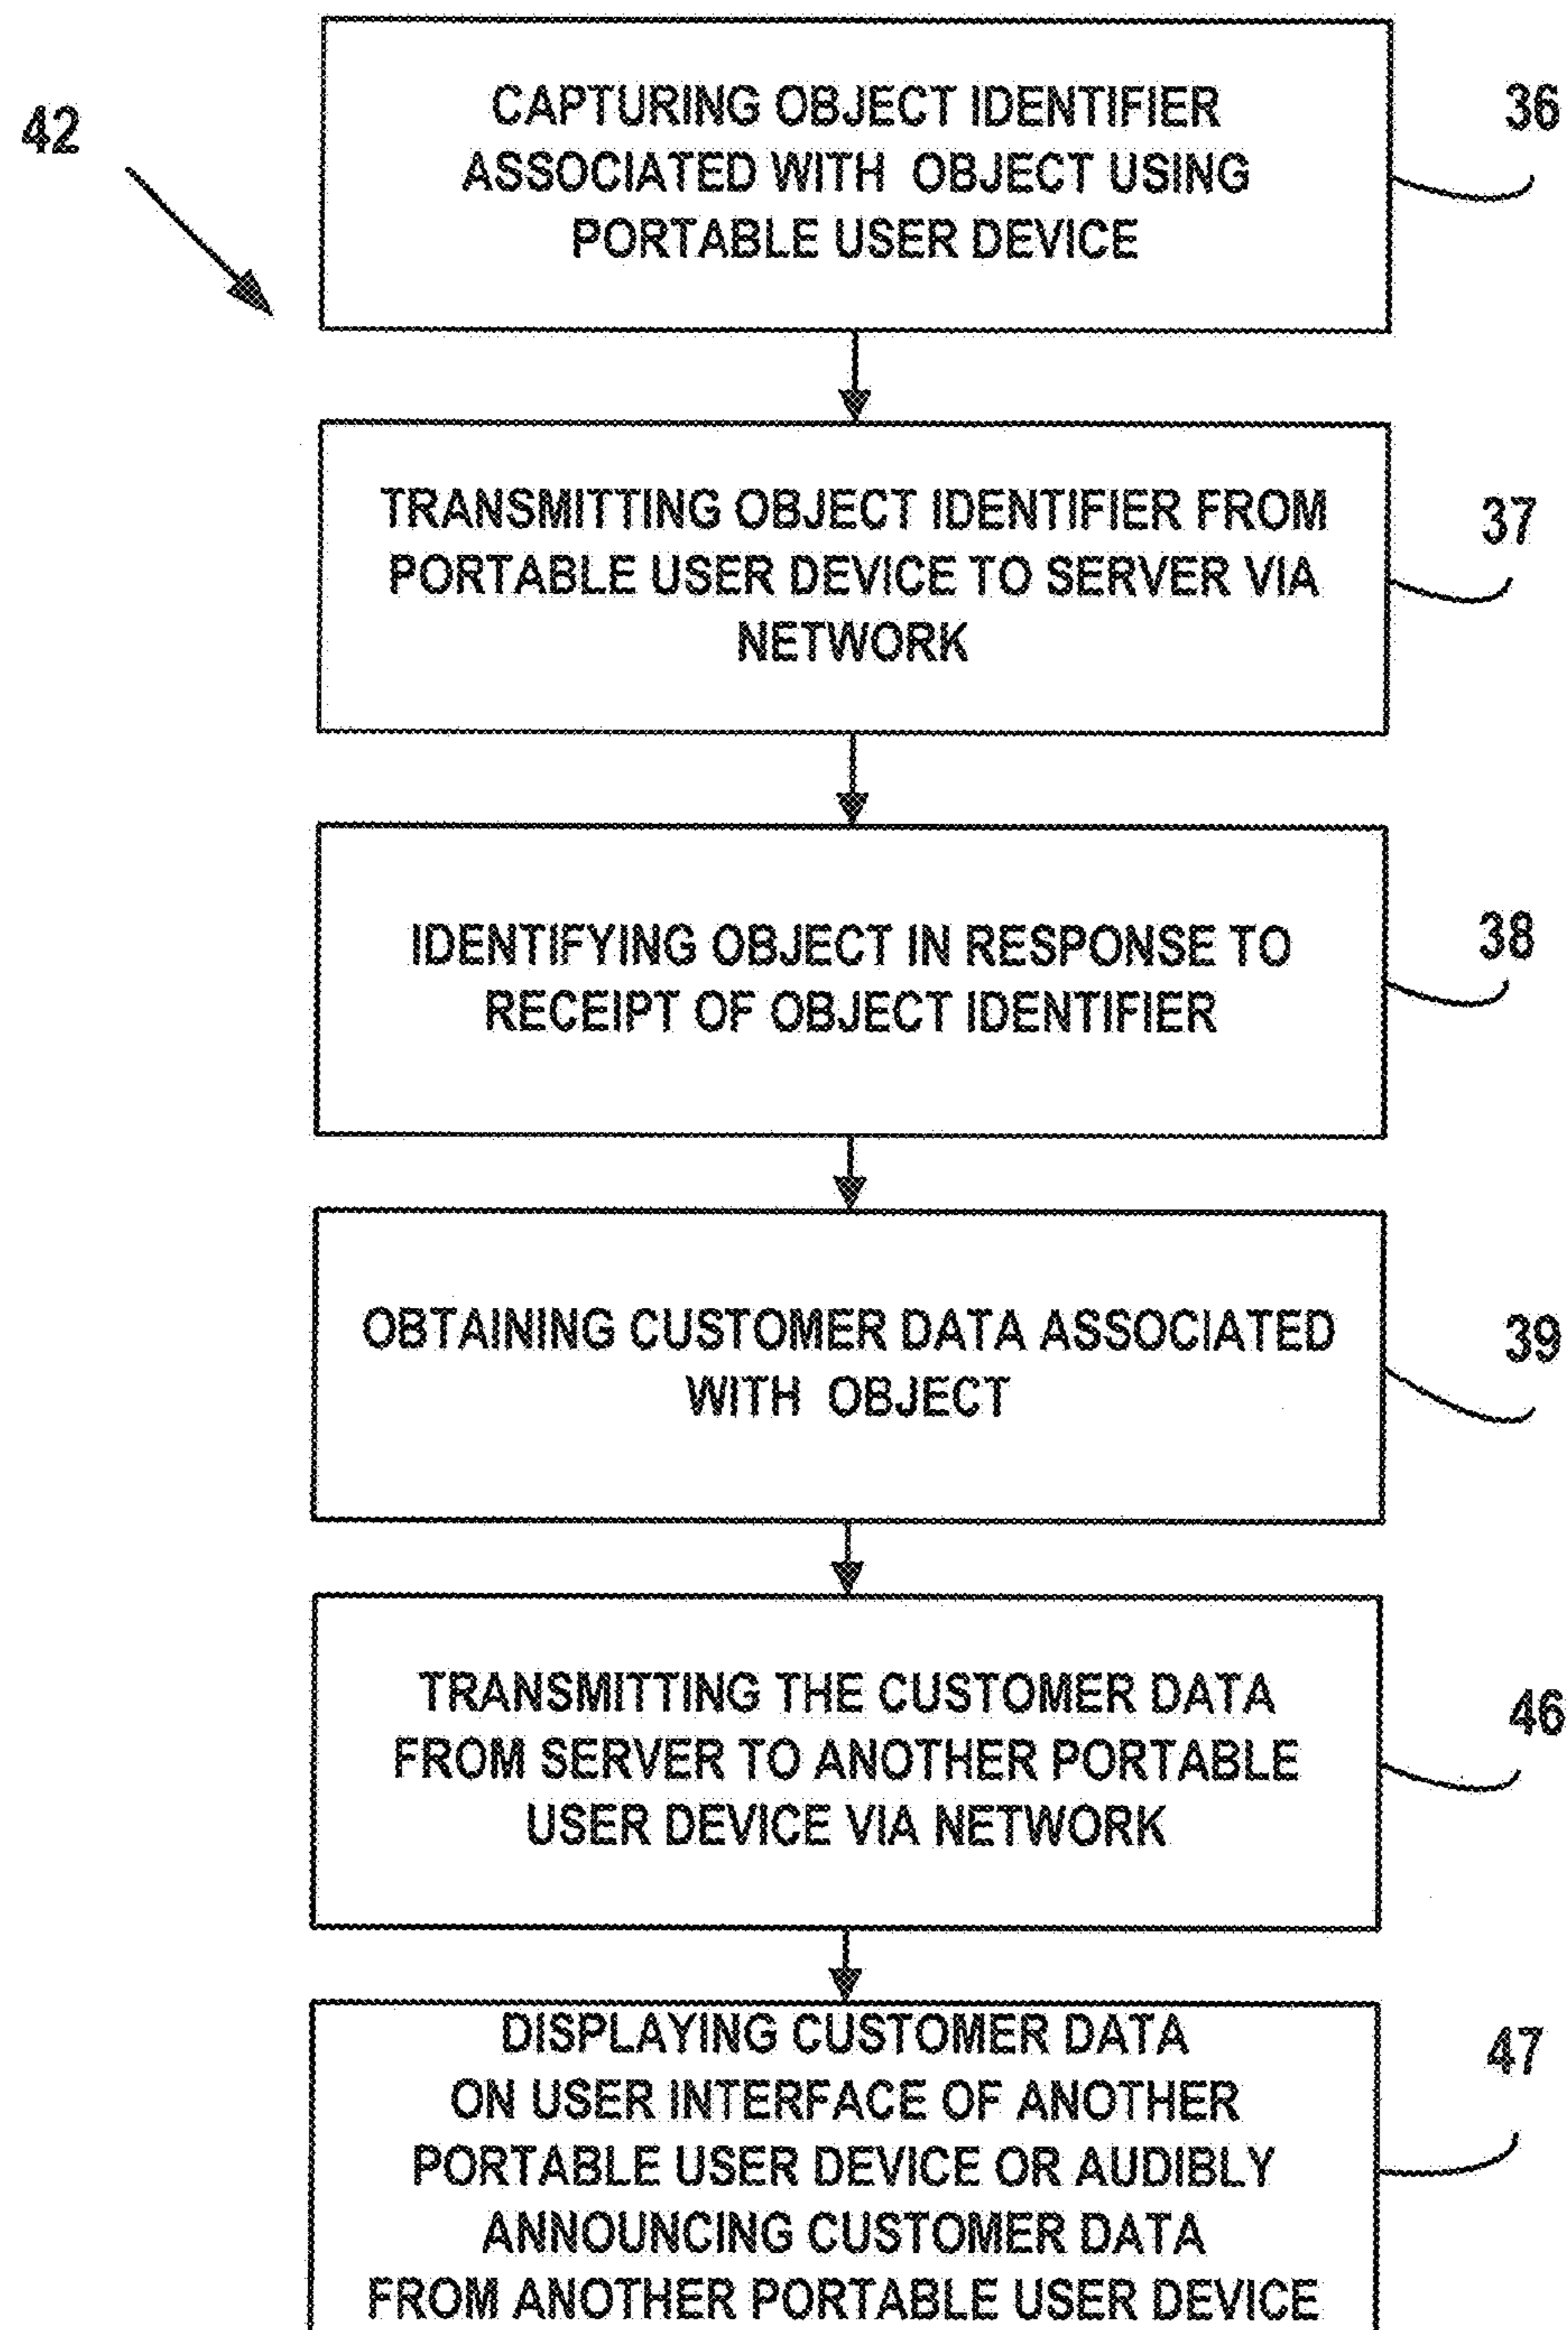 42
CAPTURING OBJECT IDENTIFIER
ASSOCIATED WITH OBJECT USING
PORTABLE USER DEVICE
36
TRANSMITTING OBJECT IDENTIFIER FROM
PORTABLE USER DEVICE TO SERVER VIA
NETWORK
37
IDENTIFYING OBJECT IN RESPONSE TO
RECEIPT OF OBJECT IDENTIFIER
38
OBTAINING CUSTOMER DATA ASSOCIATED
WITH OBJECT
39
TRANSMITTING THE CUSTOMER DATA
FROM SERVER TO ANOTHER PORTABLE
USER DEVICE VIA NETWORK
46
DISPLAYING CUSTOMER DATA
ON USER INTERFACE OF ANOTHER
PORTABLE USER DEVICE OR AUDIBLY
ANNOUNCING CUSTOMER DATA
FROM ANOTHER PORTABLE USER DEVICE
47